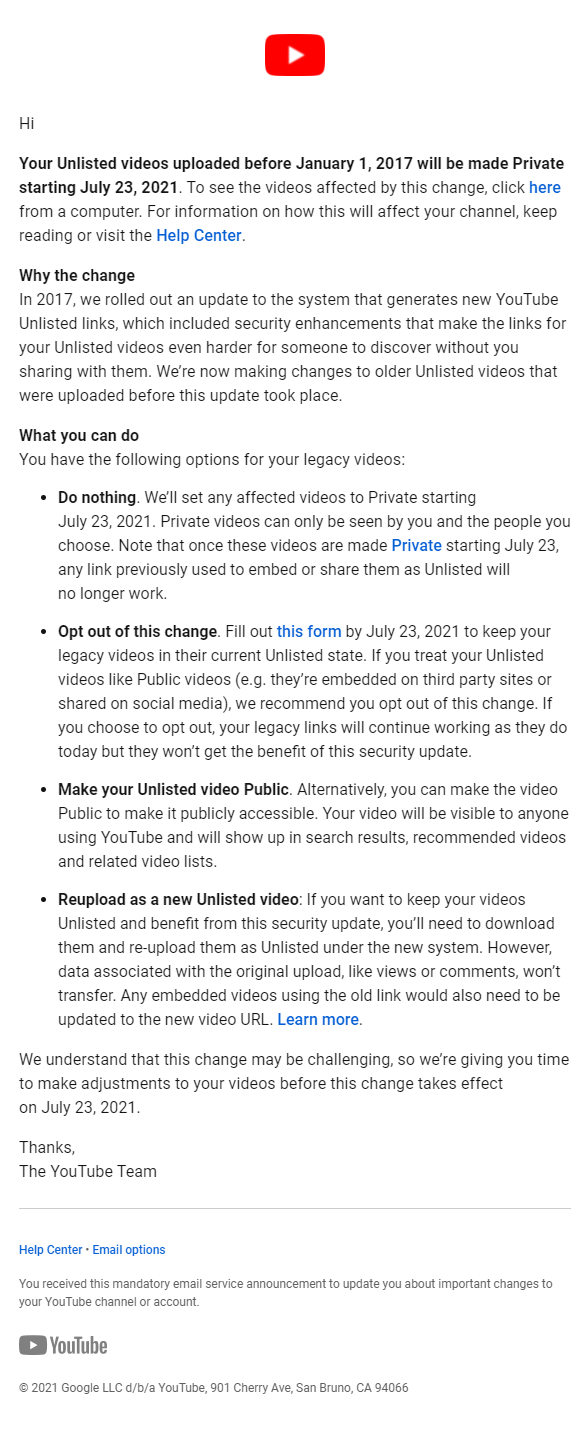 Hi
Your Unlisted videos uploaded before January 1, 2017 will be made Private
starting July 23, 2021. To see the videos affected by this change, click here
from a computer. For information on how this will affect your channel, keep
reading or visit the Help Center.
Why the change
In 2017, we rolled out an update to the system that generates new YouTube
Unlisted links, which included security enhancements that make the links for
your Unlisted videos even harder for someone to discover without you
sharing with them. We’re now making changes to older Unlisted videos that
were uploaded before this update took place.
What you can do
You have the following options for your legacy videos:
• Do nothing. We’ll set any affected videos to Private starting
July 23, 2021. Private videos can only be seen by you and the people you
choose. Note that once these videos are made Private starting July 23,
any link previously used to embed or share them as Unlisted will
no longer work.
• Opt out of this change. Fill out this form by July 23, 2021 to keep your
legacy videos in their current Unlisted state. If you treat your Unlisted
videos like Public videos (e.g. they’re embedded on third party sites or
shared on social media), we recommend you opt out of this change. If
you choose to opt out, your legacy links will continue working as they do
today but they won’t get the benefit of this security update.
• Make your Unlisted video Public. Alternatively, you can make the video
Public to make it publicly accessible. Your video will be visible to anyone
using YouTube and will show up in search results, recommended videos
and related video lists.
• Reupload as a new Unlisted video: If you want to keep your videos
Unlisted and benefit from this security update, you’ll need to download
them and re-upload them as Unlisted under the new system. However,
data associated with the original upload, like views or comments, won’t
transfer. Any embedded videos using the old link would also need to be
updated to the new video URL. Learn more.
We understand that this change may be challenging, so we’re giving you time
to make adjustments to your videos before this change takes effect
on July 23, 2021.
Thanks,
The YouTube Team
Help Center • Email options
You received this mandatory email service announcement to update you about important changes to
your YouTube channel or account.
YouTube
© 2021 Google LLC d/b/a YouTube, 901 Cherry Ave, San Bruno, CA 94066